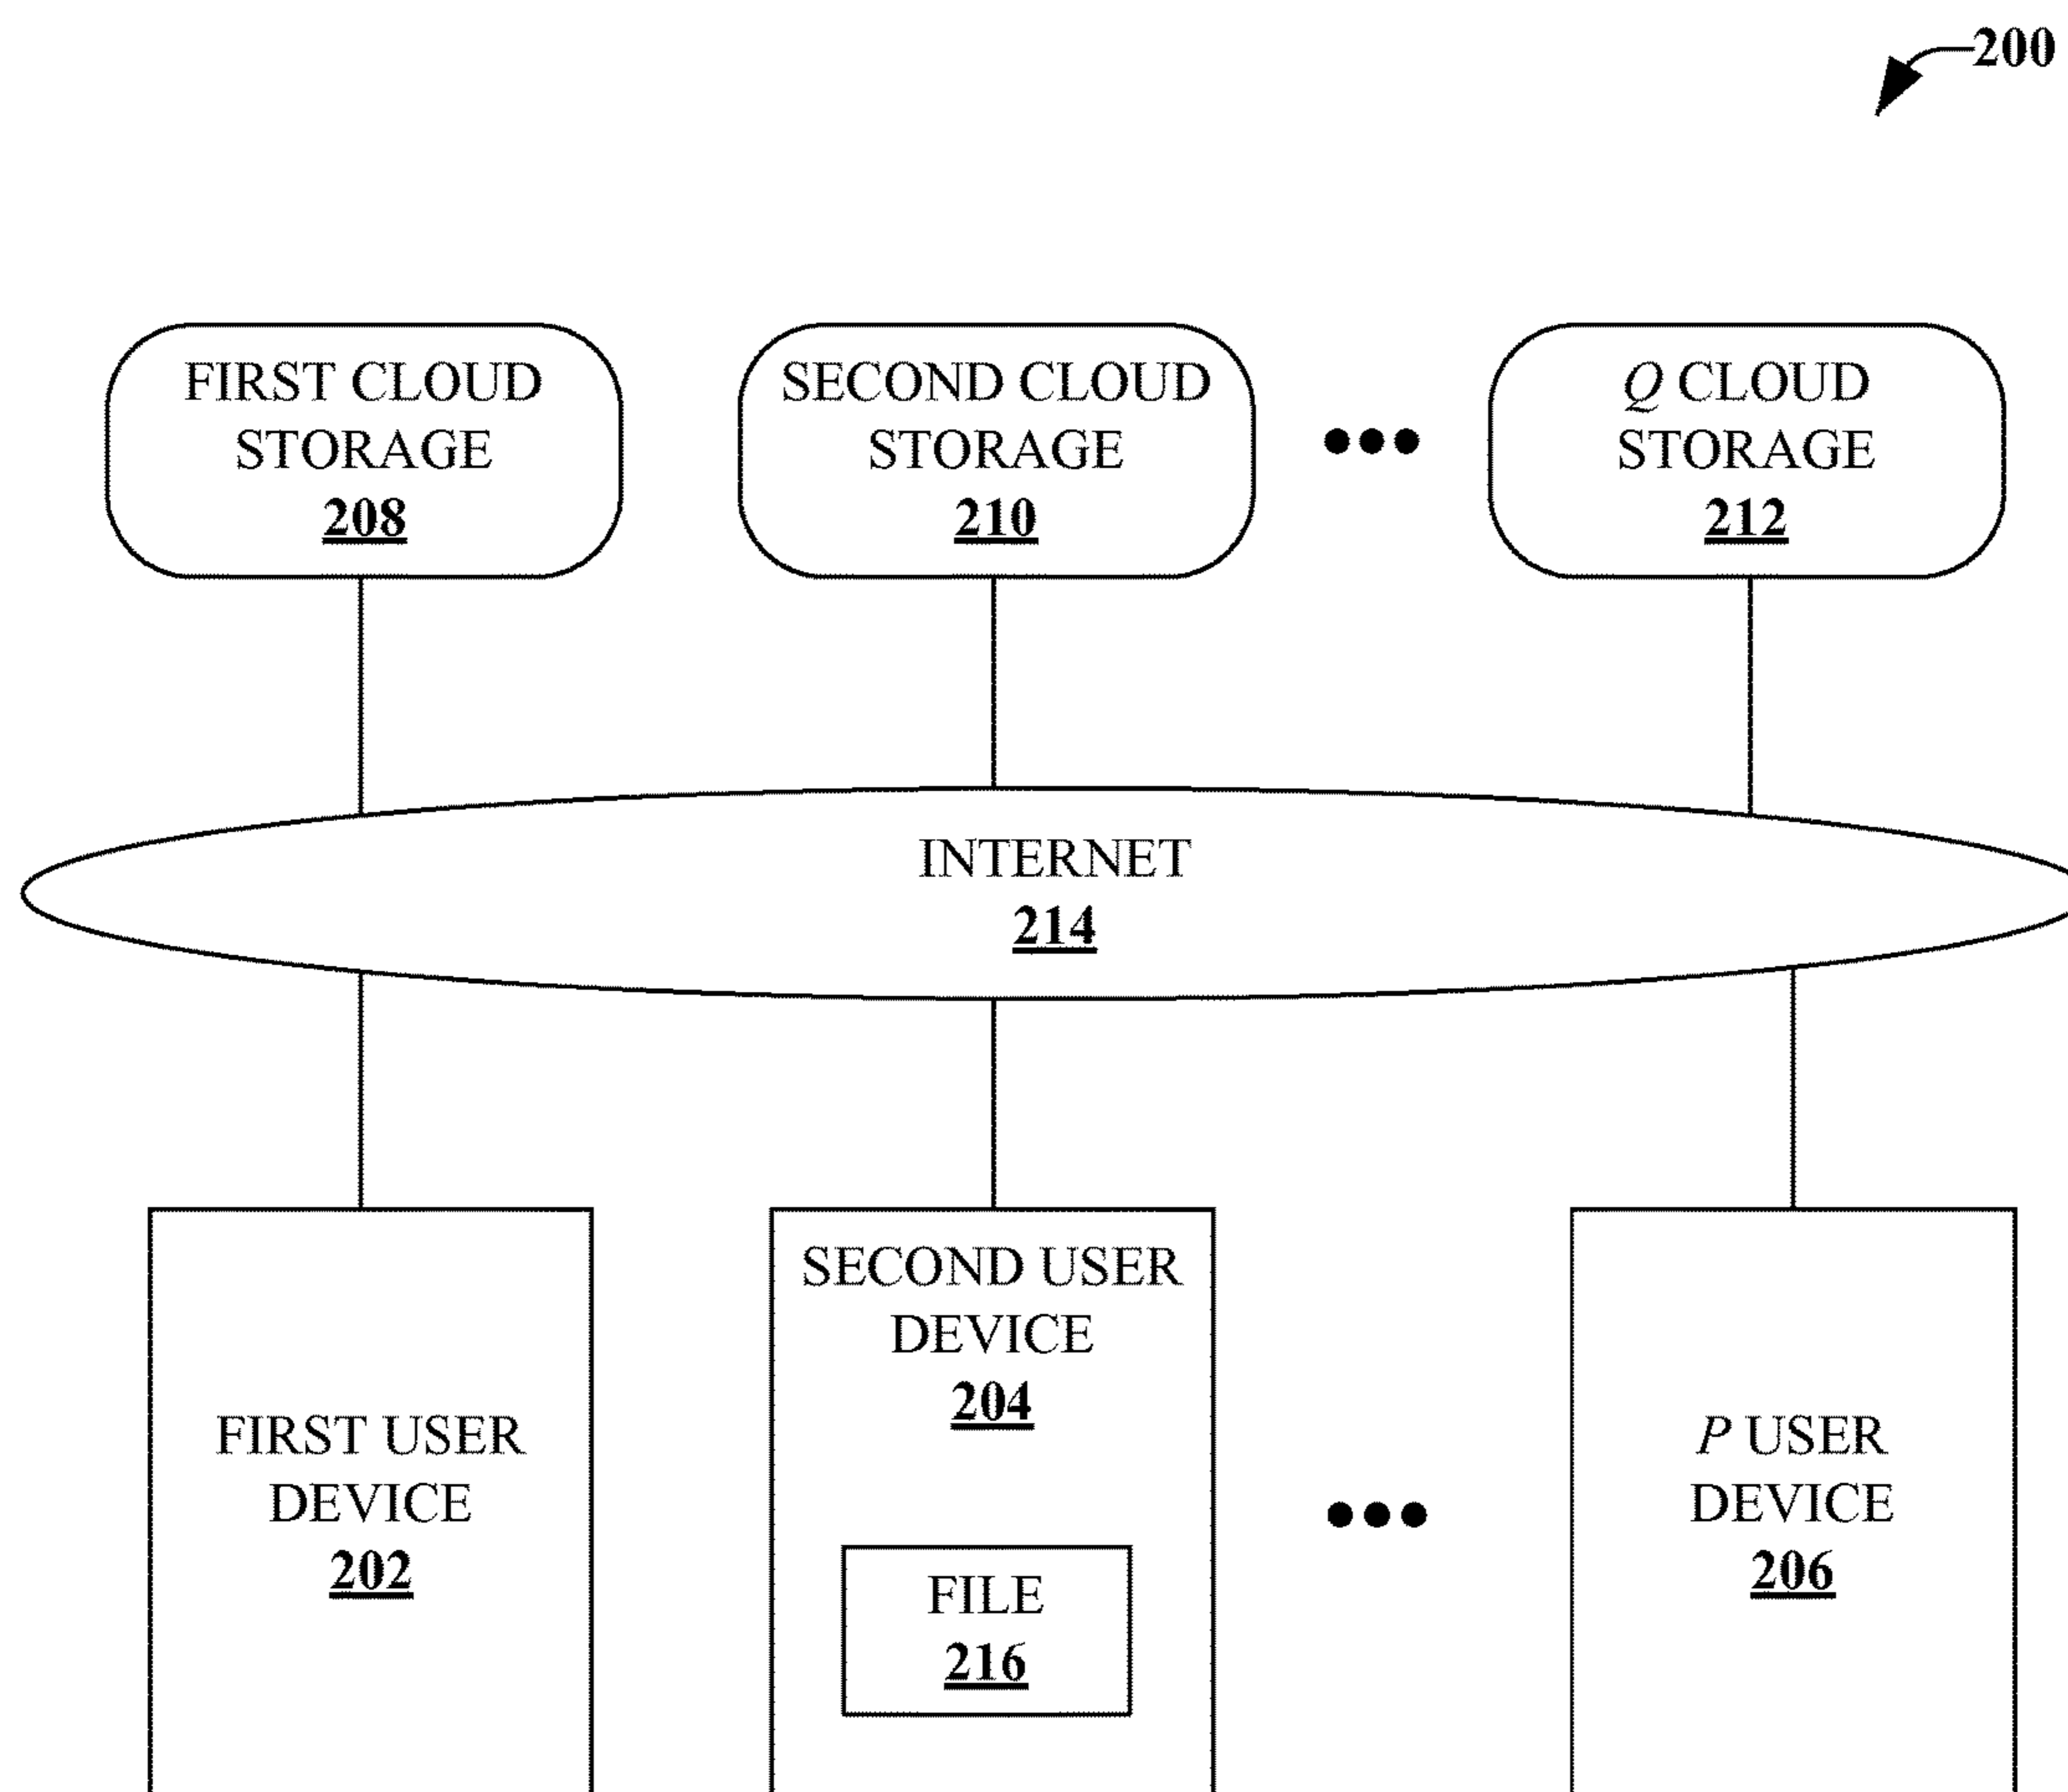 200
FIRST CLOUD
STORAGE
208
SECOND CLOUD
STORAGE
210
Q CLOUD
STORAGE
212
INTERNET
214
FIRST USER
DEVICE
202
SECOND USER
DEVICE
204
FILE
216
P USER
DEVICE
206